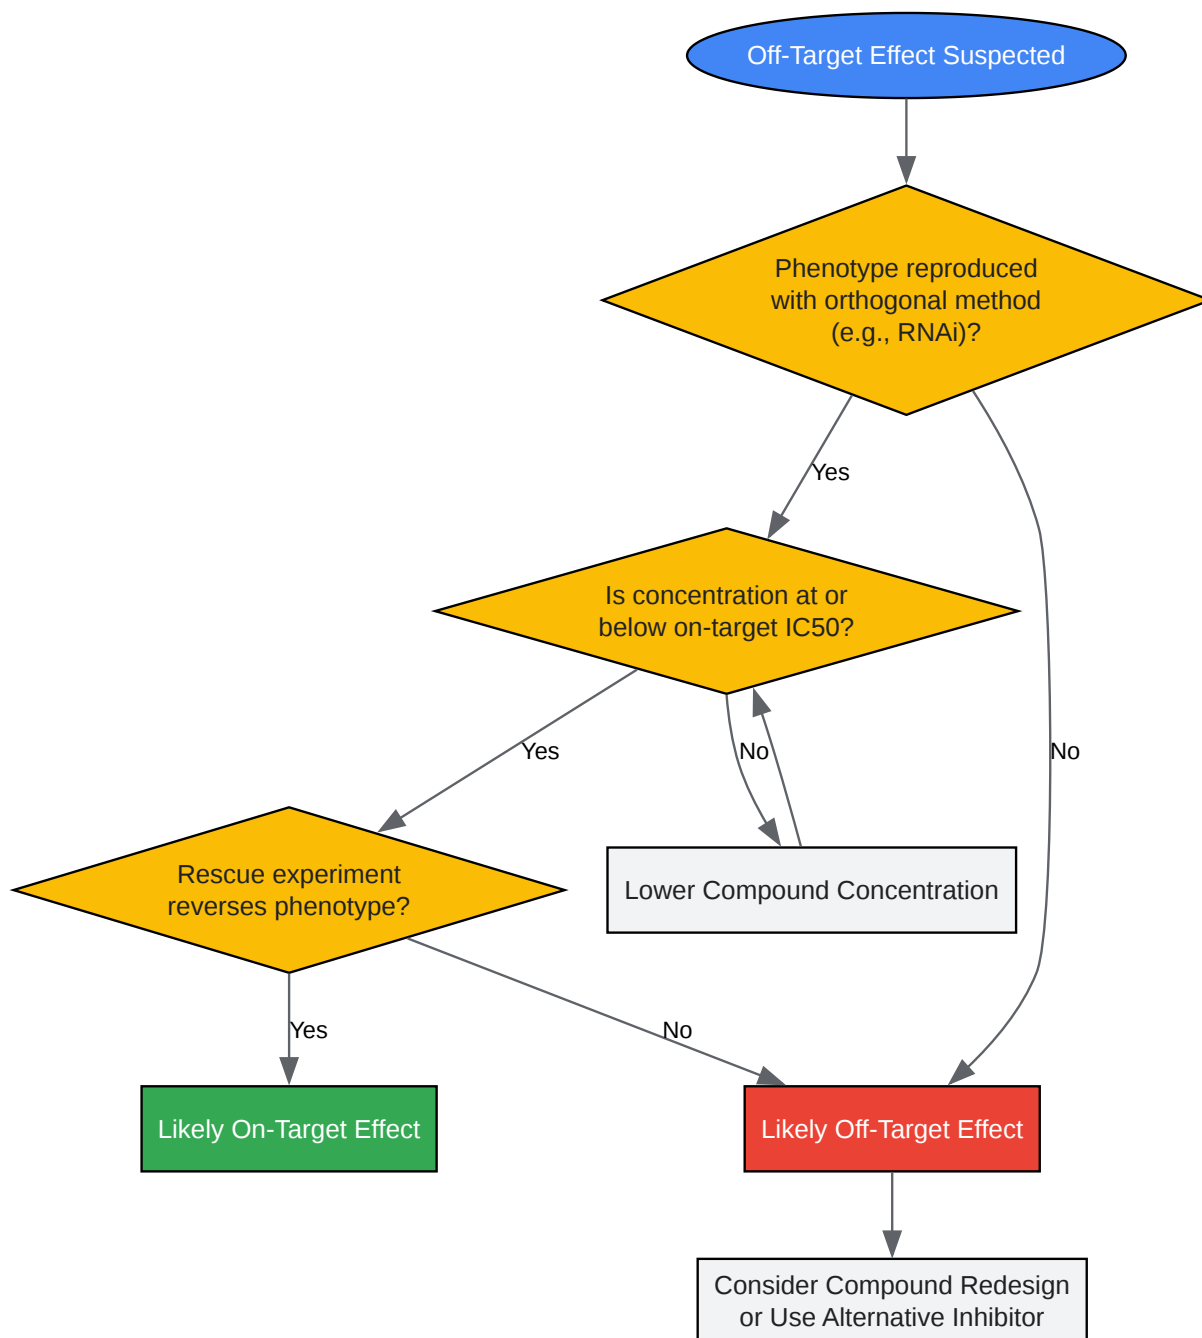 Off-Target Effect Suspected
Phenotype reproduced
with orthogonal method
(e.g., RNAi)?
Yes
No
Is concentration at or
below on-target IC50?
Yes
No
Lower Compound Concentration
Rescue experiment
reverses phenotype?
Yes
No
Likely On-Target Effect
Likely Off-Target Effect
Consider Compound Redesign
or Use Alternative Inhibitor